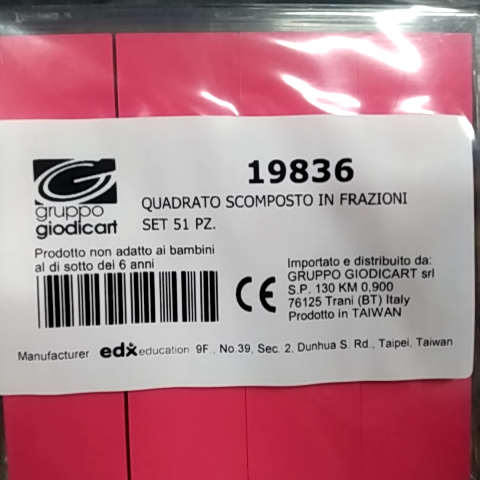 19836
gruppo
giodicart
QUADRATO SCOMPOSTO IN FRAZIONI
SET 51 PZ.
Prodotto non adatto ai bambini
al di sotto dei 6 anni
Importato e distribuito da:
GRUPPO GIODICART srl
S.P. 130 KM 0,900
76125 Trani (BT) Italy
Prodotto in TAIWAN
CE
Manufacturer edx education 9F., No.39, Sec. 2, Dunhua S. Rd., Taipei, Taiwan